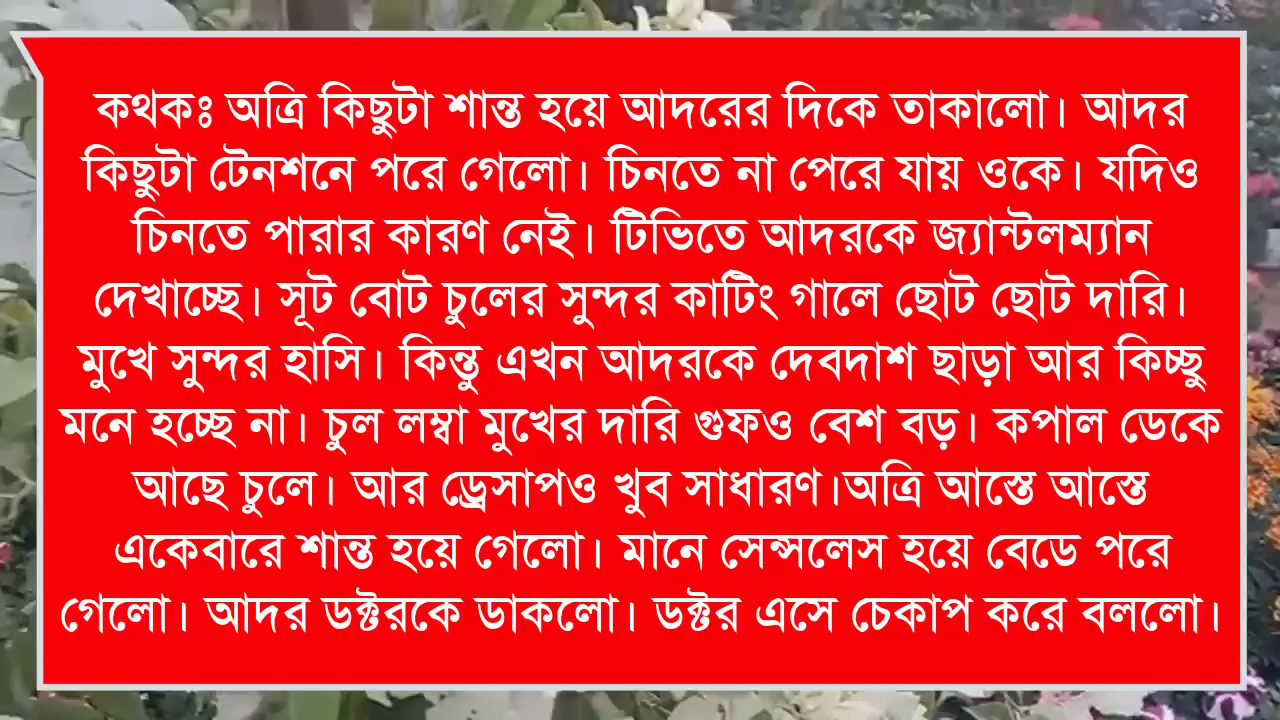 কথকঃ অত্রি কিছুটা শান্ত হয়ে আদরের দিকে তাকালো। আদর
কিছুটা টেনশনে পরে গেলো। চিনতে না পেরে যায় ওকে। যদিও
চিনতে পারার কারণ নেই। টিভিতে আদরকে জ্যান্টলম্যান
দেখাচ্ছে। সূট বোট চুলের সুন্দর কাটিং গালে ছোট ছোট দারি।
মুখে সুন্দর হাসি। কিন্তু এখন আদরকে দেবদাশ ছাড়া আর কিচ্ছু
মনে হচ্ছে না। চুল লম্বা মুখের দারি গুফও বেশ বড়। কপাল ডেকে
আছে চুলে। আর ড্রেসাপও খুব সাধারণ।অত্রি আস্তে আস্তে
একেবারে শান্ত হয়ে গেলো। মানে সেন্সলেস হয়ে বেডে পরে
গেলো। আদর ডক্টরকে ডাকলো। ডক্টর এসে চেকাপ করে বললো।